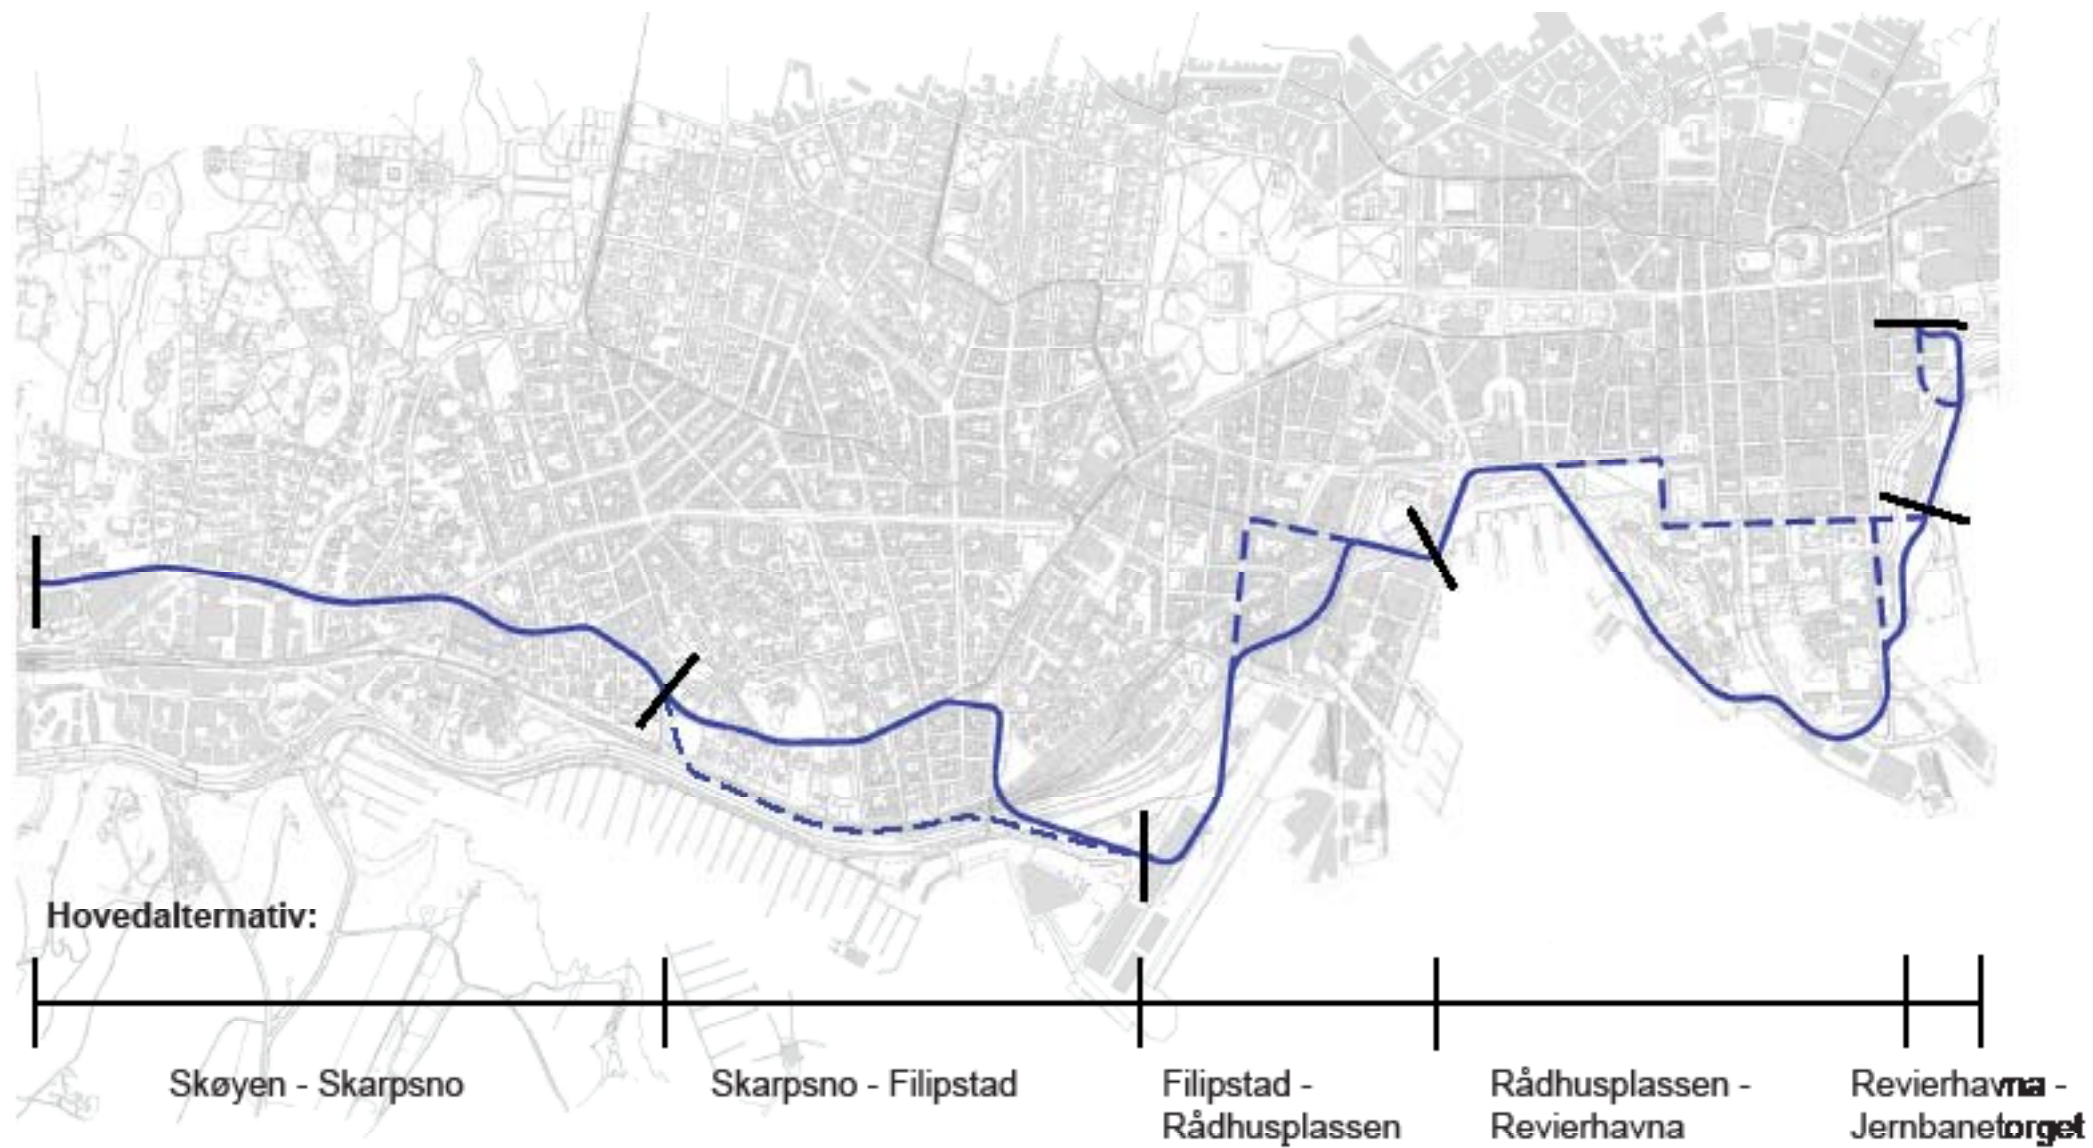 Hovedalternativ:
Skøyen - Skarpsno
Skarpsno - Filipstad
Filipstad -
Rådhusplassen
Rådhusplassen -
Revierhavna
Revierhavna -
Jernbanetorget